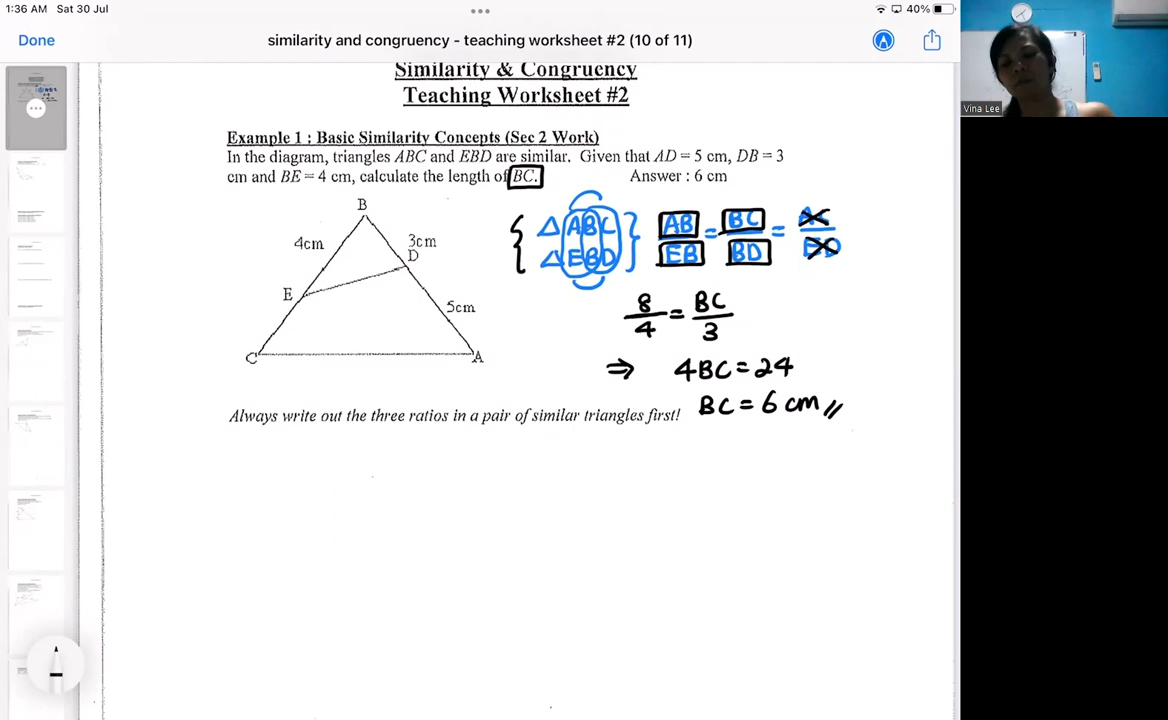 1:36 AM Sat 30 Jul
40%
Done
similarity and congruency - teaching worksheet #2 (10 of 11)
Vina Lee
Similarity & Congruency
Teaching Worksheet #2
Example 1 : Basic Similarity Concepts (Sec 2 Work)
In the diagram, triangles ABC and EBD are similar. Given that AD = 5 cm, DB = 3
cm and BE = 4 cm, calculate the length of BC. Answer : 6 cm
B
4cm
3cm
D
E
5cm
C
A
{ △ABC
△EBD }
AB/EB = BC/BD = AC/ED
8/4 = BC/3
⇒ 4BC = 24
BC = 6 cm //
Always write out the three ratios in a pair of similar triangles first!